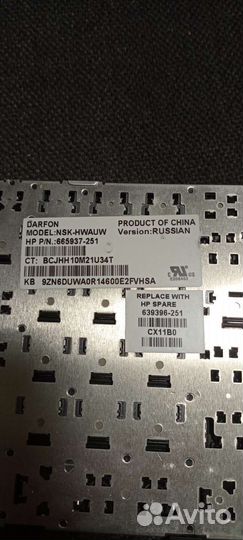 DARFON
PRODUCT OF CHINA
MODEL:NSK-HWAUW
Version:RUSSIAN
HP P/N.:665937-251
CT: BCJHH10M21U34T
KB 9ZN6DUWA0R14600E2FVHSA
REPLACE WITH
HP SPARE
639396-251
CX11B0
Avito